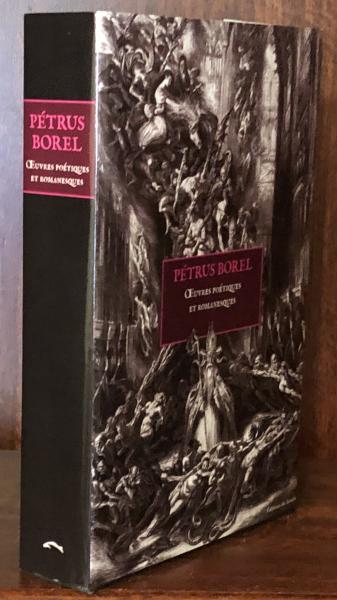 PÉTRUS
BOREL
ŒUVRES POÉTIQUES
ET ROMANESQUES
PÉTRUS BOREL
ŒUVRES POÉTIQUES
ET ROMANESQUES